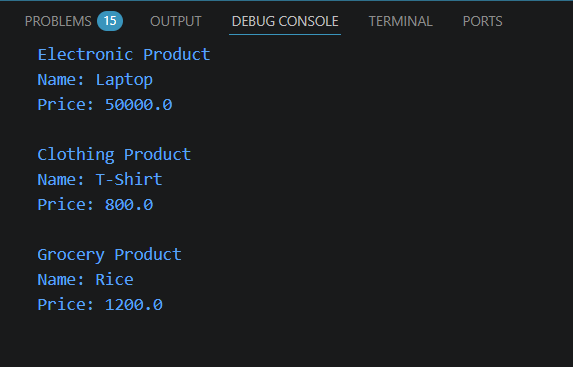 PROBLEMS 15 OUTPUT DEBUG CONSOLE TERMINAL PORTS
Electronic Product
Name: Laptop
Price: 50000.0
Clothing Product
Name: T-Shirt
Price: 800.0
Grocery Product
Name: Rice
Price: 1200.0